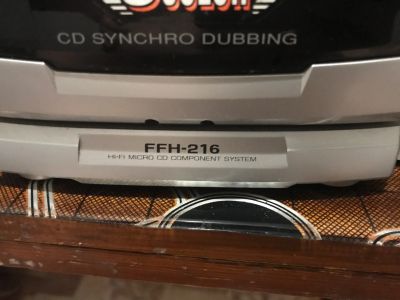 CD SYNCHRO DUBBING
FFH-216
HI-FI MICRO CD COMPONENT SYSTEM